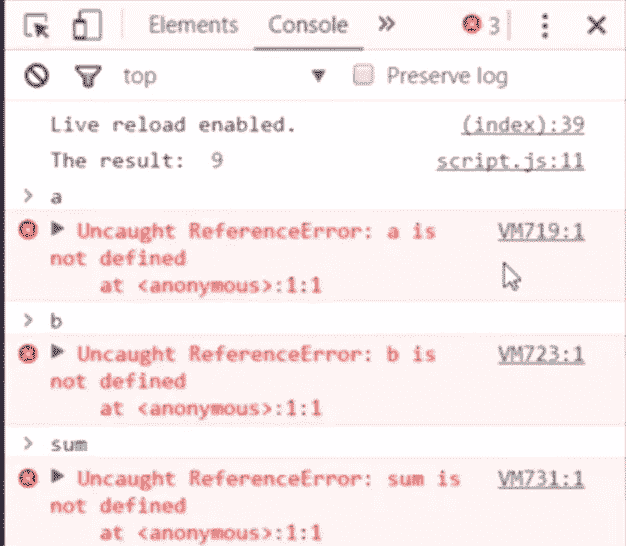 Elements Console » 3
top Preserve log
Live reload enabled. (index):39
The result: 9 script.js:11
> a
Uncaught ReferenceError: a is VM719:1
not defined
at <anonymous>:1:1
> b
Uncaught ReferenceError: b is VM723:1
not defined
at <anonymous>:1:1
> sum
Uncaught ReferenceError: sum is VM731:1
not defined
at <anonymous>:1:1